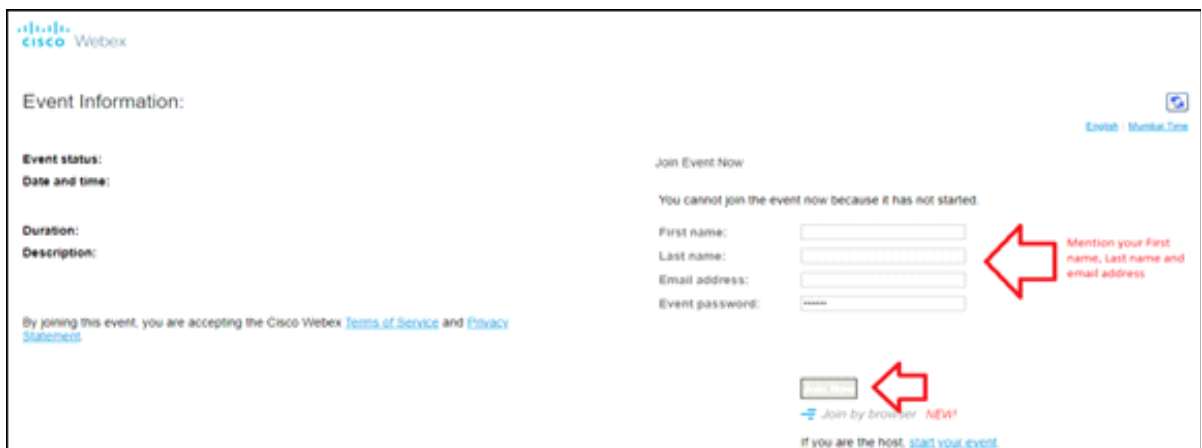 cisco Webex
Event Information:
English | Mumbai Time
Event status:
Date and time:
Duration:
Description:
By joining this event, you are accepting the Cisco Webex Terms of Service and Privacy
Statement.
Join Event Now
You cannot join the event now because it has not started.
First name:
Last name:
Email address:
Event password:
Mention your First
name, Last name and
email address
Join Now
Join by browser NEW!
If you are the host, start your event.